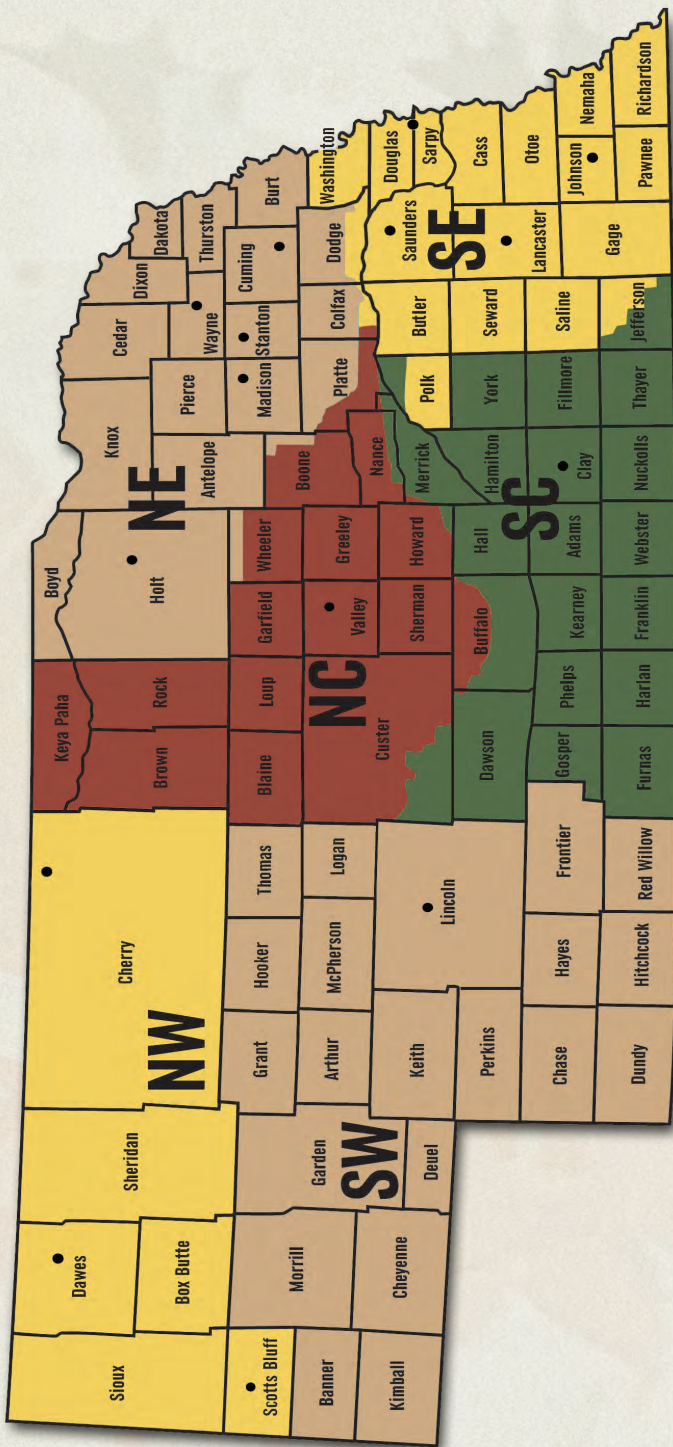 Sioux
Dawes
Box Butte
Sheridan
NW
Cherry
Scotts Bluff
Banner
Kimball
Morrill
Cheyenne
Garden
SW
Deuel
Grant
Hooker
Thomas
Arthur
McPherson
Logan
Keith
Lincoln
Perkins
Chase
Hayes
Frontier
Dundy
Hitchcock
Red Willow
Keya Paha
Brown
Rock
Blaine
Loup
Garfield
Wheeler
NC
Custer
Valley
Greeley
Sherman
Howard
Boone
Nance
Buffalo
Boyd
Holt
NE
Knox
Antelope
Cedar
Pierce
Madison
Dixon
Dakota
Wayne
Thurston
Stanton
Cuming
Burt
Platte
Colfax
Dodge
Dawson
Hall
Merrick
Hamilton
York
SC
Gosper
Phelps
Kearney
Adams
Clay
Fillmore
Furnas
Harlan
Franklin
Webster
Nuckolls
Thayer
Jefferson
Polk
Butler
Saunders
Washington
Douglas
Sarpy
SE
Seward
Lancaster
Cass
Otoe
Saline
Gage
Johnson
Nemaha
Pawnee
Richardson